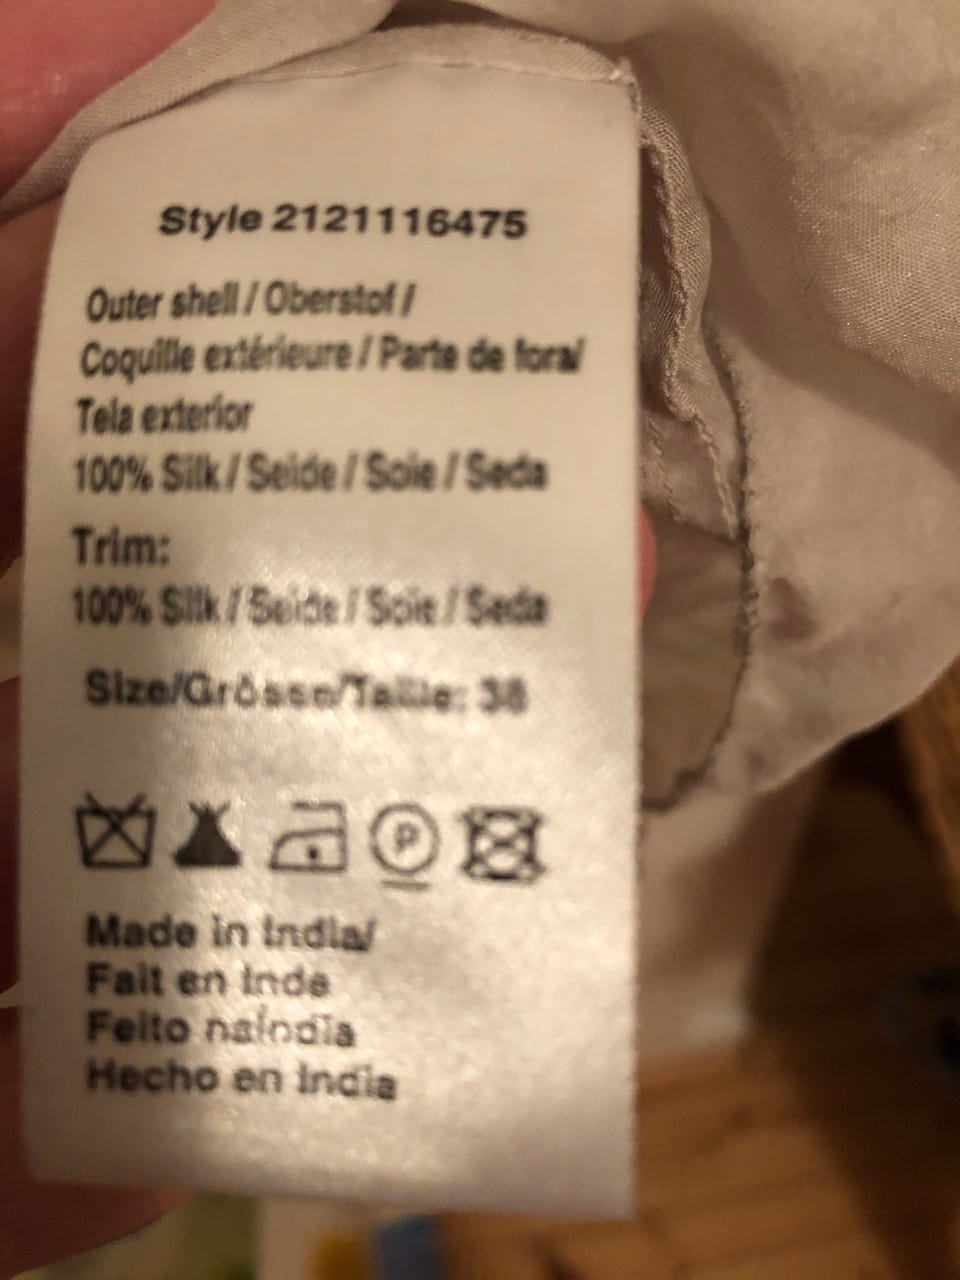 Style 2121116475
Outer shell / Oberstof /
Coquille extérieure / Parte de fora/
Tela exterior
100% Silk / Seide / Soie / Seda
Trim:
100% Silk / Seide / Soie / Seda
Size/Grösse/Taille: 38
P
Made in India/
Fait en Inde
Feito naÍndia
Hecho en India